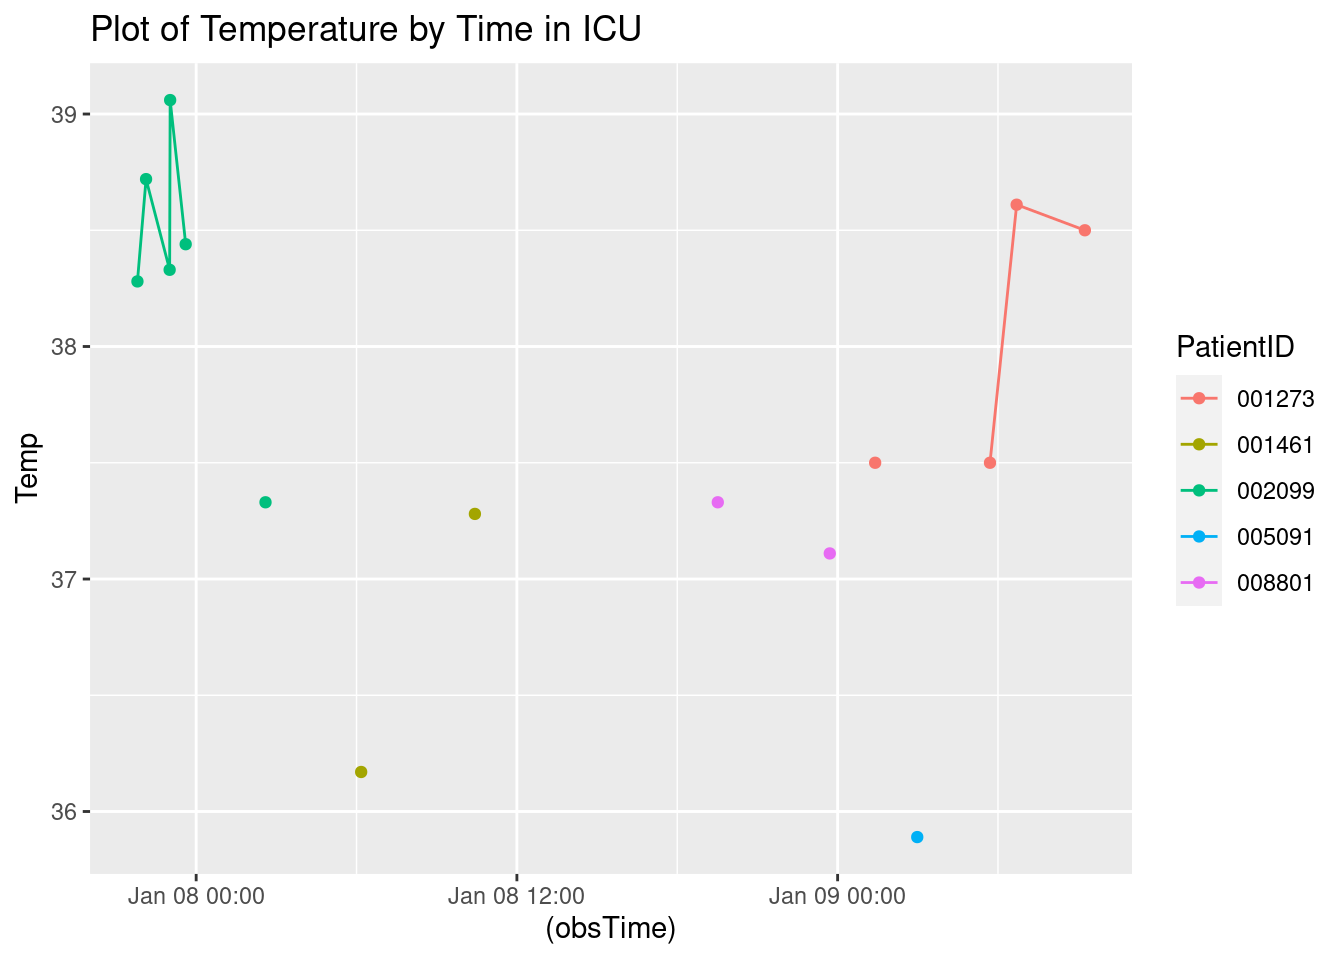 Plot of Temperature by Time in ICU
39
38
37
36
Temp
Jan 08 00:00
Jan 08 12:00
Jan 09 00:00
(obsTime)
PatientID
001273
001461
002099
005091
008801